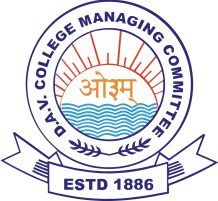 D.A.V. COLLEGE MANAGING COMMITTEE
ओ३म्
ESTD 1886